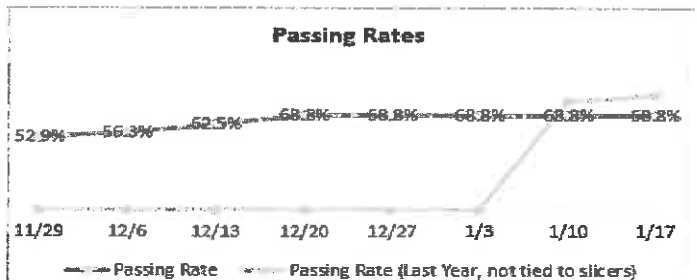 Passing Rates
52.9% 56.3% 62.5% 68.8% 68.8% 68.8% 68.8% 68.8%
11/29 12/6 12/13 12/20 12/27 1/3 1/10 1/17
Passing Rate Passing Rate (Last Year, not tied to slicers)